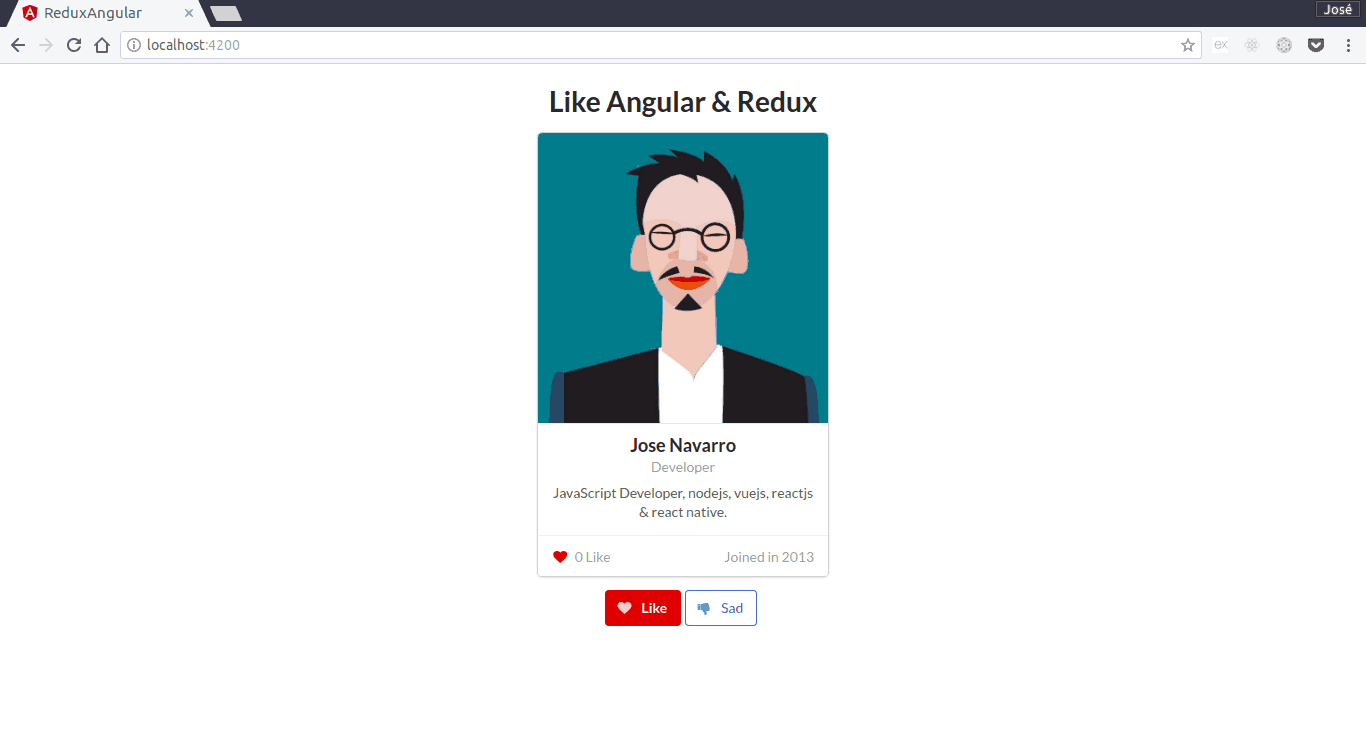 ReduxAngular
José
localhost:4200
eX
Like Angular & Redux
Jose Navarro
Developer
JavaScript Developer, nodejs, vuejs, reactjs
& react native.
0 Like Joined in 2013
Like Sad